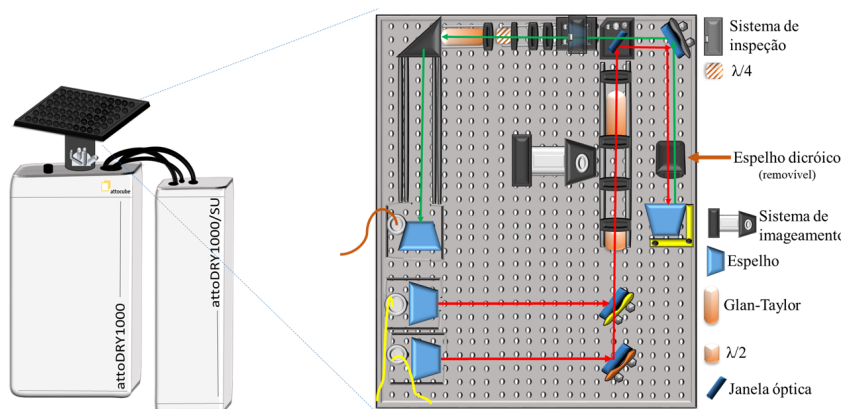 attocube
attoDRY1000
attoDRY1000/SU
Sistema de
inspeção
λ/4
Espelho dicróico
(removível)
Sistema de
imageamento
Espelho
Glan-Taylor
λ/2
Janela óptica